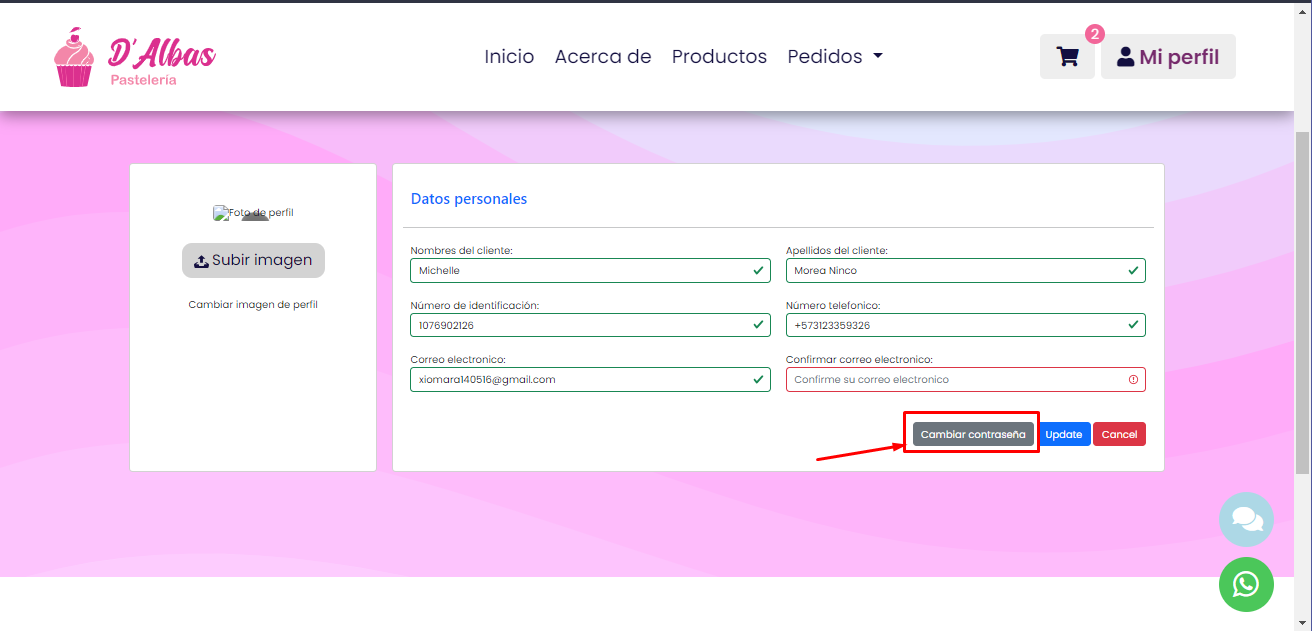 D'Albas
Pastelería
Inicio
Acerca de
Productos
Pedidos
2
Mi perfil
Foto de perfil
Subir imagen
Cambiar imagen de perfil
Datos personales
Nombres del cliente:
Michelle
Apellidos del cliente:
Morea Ninco
Número de identificación:
1076902126
Número telefonico:
+573123359326
Correo electronico:
xiomara140516@gmail.com
Confirmar correo electronico:
Confirme su correo electronico
Cambiar contraseña
Update
Cancel